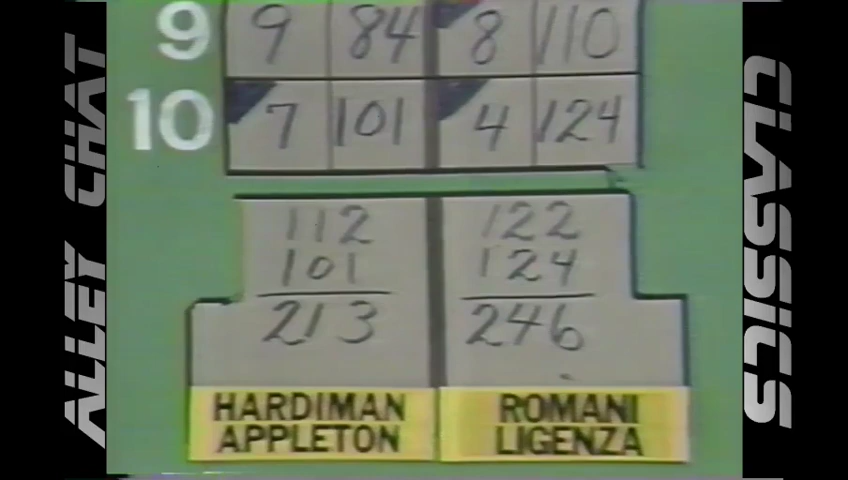 ALLEY CHAT
9 9 84 8 110
10 7 101 4 124
112 122
101 124
213 246
HARDIMAN ROMANI
APPLETON LIGENZA
CLASSICS